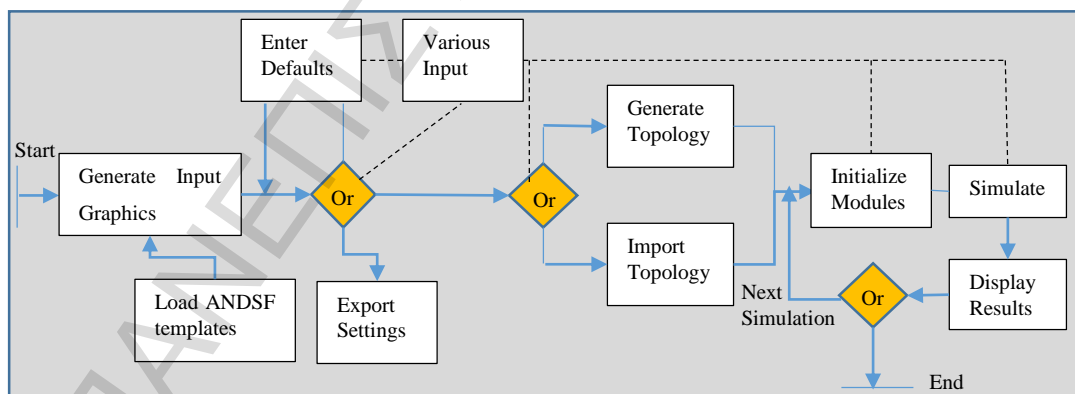 Enter
Defaults
Various
Input
Start
Generate Input
Graphics
Or
Or
Generate
Topology
Import
Topology
Initialize
Modules
Simulate
Load ANDSF
templates
Export
Settings
Next
Simulation
Or
Display
Results
End
ΠΑΝΕΠΙΣ